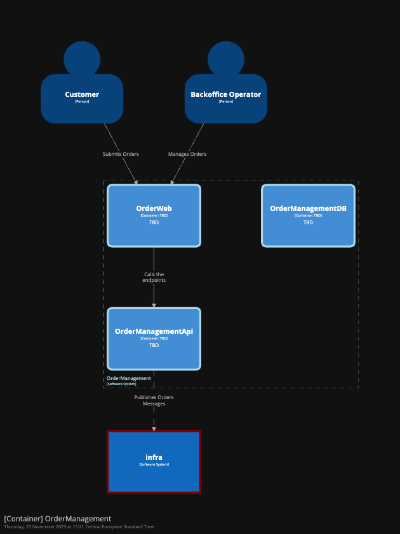 Customer
[Person]
Backoffice Operator
[Person]
Submits Orders
Manages Orders
OrderWeb
[Container: TBD]
TBD
OrderManagementDB
[Container: TBD]
TBD
Calls the
endpoints
OrderManagementApi
[Container: TBD]
TBD
OrderManagement
[Software System]
Publishes Orders
Messages
Infra
[Software System]
[Container] OrderManagement
Thursday, 23 November 2023 at 15:21 Central European Standard Time